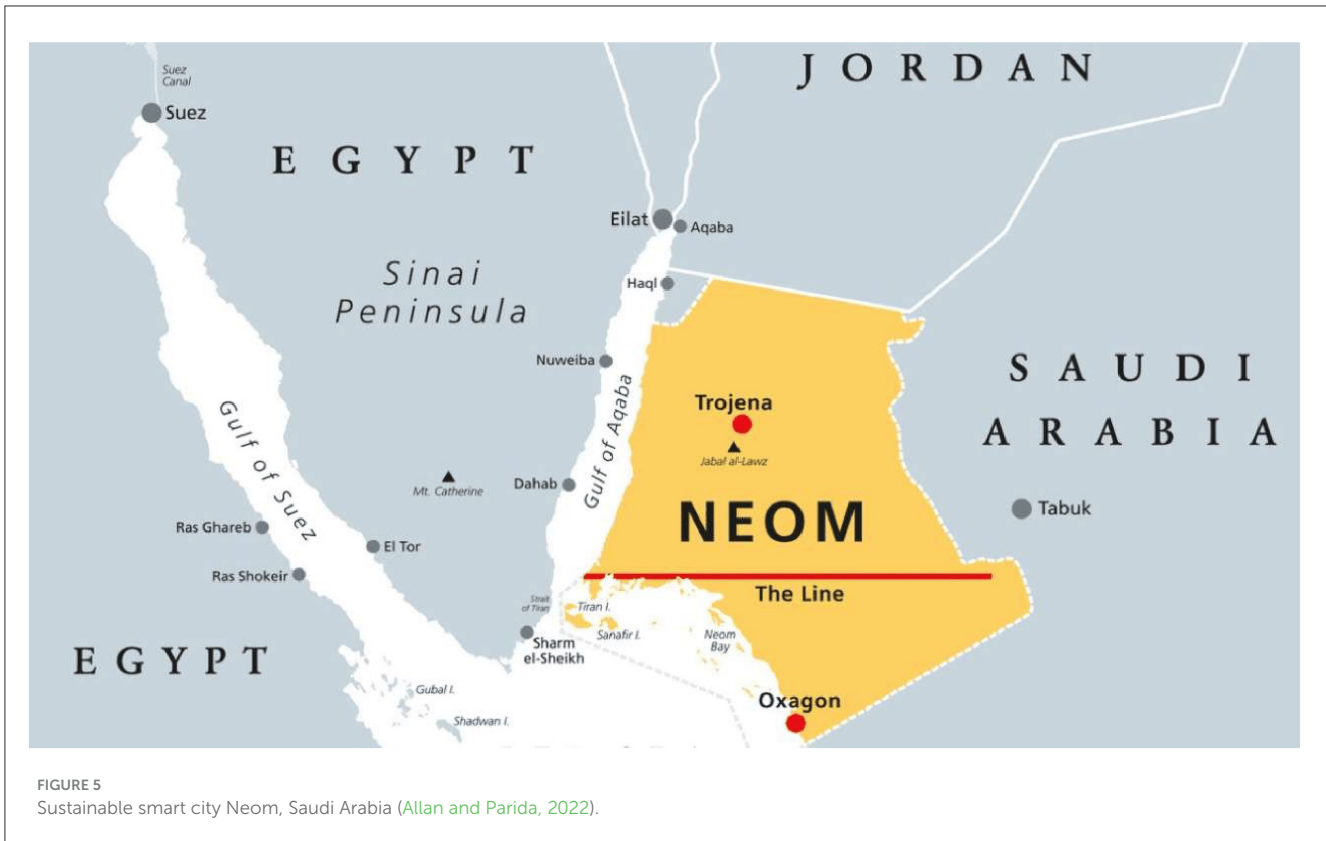 JORDAN
Suez
Canal
Suez
EGYPT
Eilat
Aqaba
Sinai
Peninsula
Haql
Nuweiba
SAUDI
ARABIA
Trojena
Jabal al-Lawz
Gulf of Suez
Gulf of Aqaba
Mt. Catherine
Dahab
NEOM
Tabuk
Ras Ghareb
El Tor
Ras Shokeir
The Line
Strait
of Tiran
Tiran I.
Sanafir I.
Neom
Bay
Sharm
el-Sheikh
EGYPT
Gubal I.
Shadwan I.
Oxagon
FIGURE 5
Sustainable smart city Neom, Saudi Arabia (Allan and Parida, 2022).